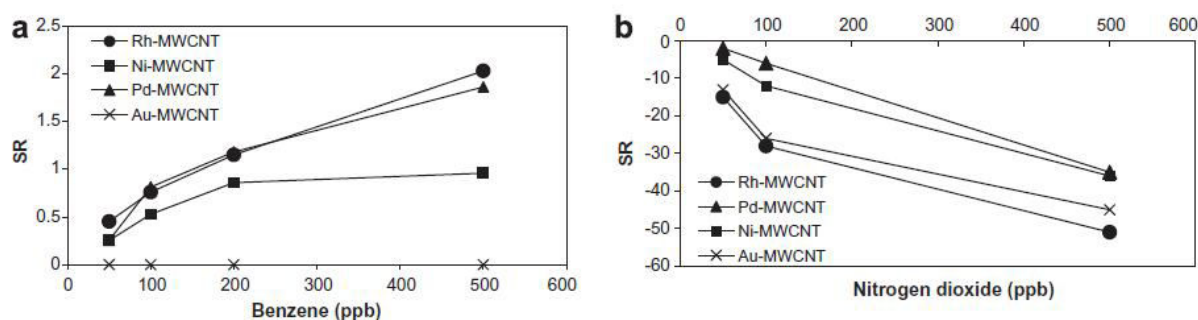 a
2.5
2
1.5
1
0.5
0
SR
Rh-MWCNT
Ni-MWCNT
Pd-MWCNT
Au-MWCNT
0 100 200 300 400 500 600
Benzene (ppb)
b
0 100 200 300 400 500 600
0
-10
-20
-30
-40
-50
-60
SR
Rh-MWCNT
Pd-MWCNT
Ni-MWCNT
Au-MWCNT
Nitrogen dioxide (ppb)